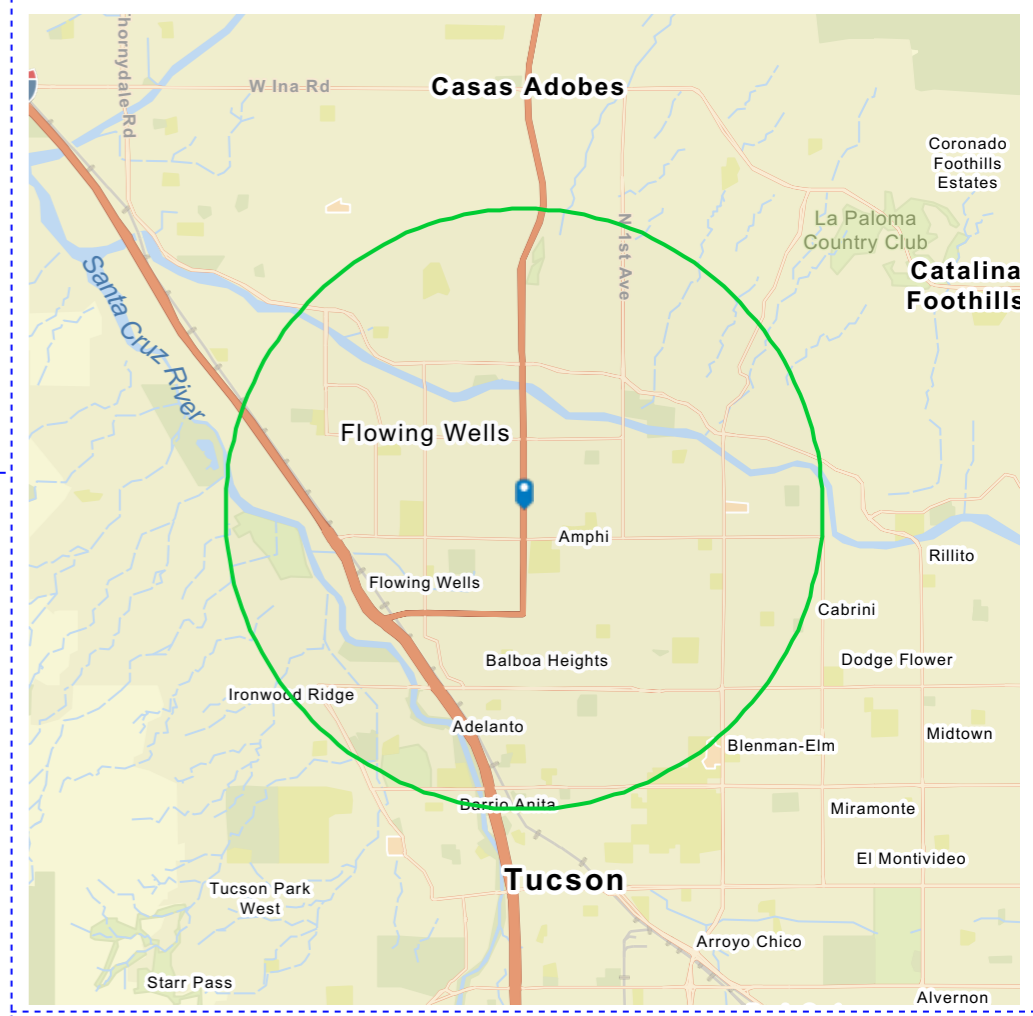 Thornydale Rd
W Ina Rd
Casas Adobes
Coronado
Foothills
Estates
La Paloma
Country Club
N 1st Ave
Catalina
Foothills
Santa Cruz River
Flowing Wells
Amphi
Rillito
Flowing Wells
Cabrini
Balboa Heights
Dodge Flower
Ironwood Ridge
Adelanto
Midtown
Blenman-Elm
Barrio Anita
Miramonte
El Montivideo
Tucson
Tucson Park
West
Arroyo Chico
Starr Pass
Alvernon